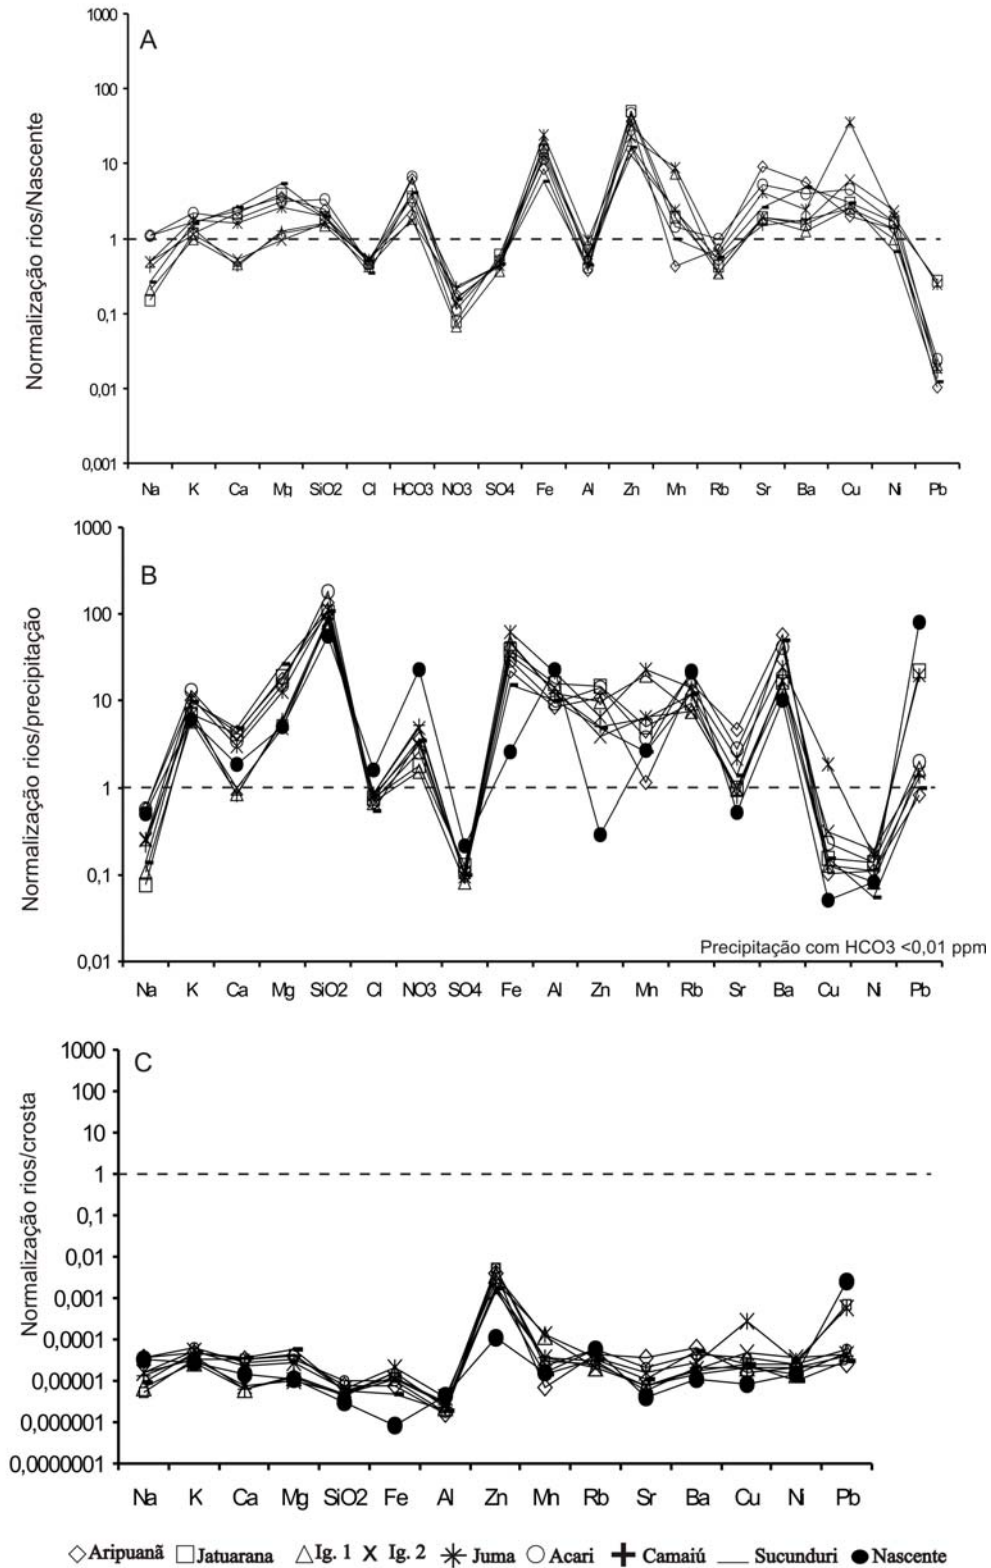 A
Normalização rios/Nascente
1000
100
10
1
0,1
0,01
0,001
Na K Ca Mg SiO2 Cl HCO3 NO3 SO4 Fe Al Zn Mn Rb Sr Ba Cu Ni Pb
B
Normalização rios/precipitação
1000
100
10
1
0,1
0,01
Precipitação com HCO3 <0,01 ppm
Na K Ca Mg SiO2 Cl NO3 SO4 Fe Al Zn Mn Rb Sr Ba Cu Ni Pb
C
Normalização rios/crosta
1000
100
10
1
0,1
0,01
0,001
0,0001
0,00001
0,000001
0,0000001
Na K Ca Mg SiO2 Fe Al Zn Mn Rb Sr Ba Cu Ni Pb
Aripuanã Jatuarana Ig. 1 Ig. 2 Juma Acari Camaiú Sucunduri Nascente